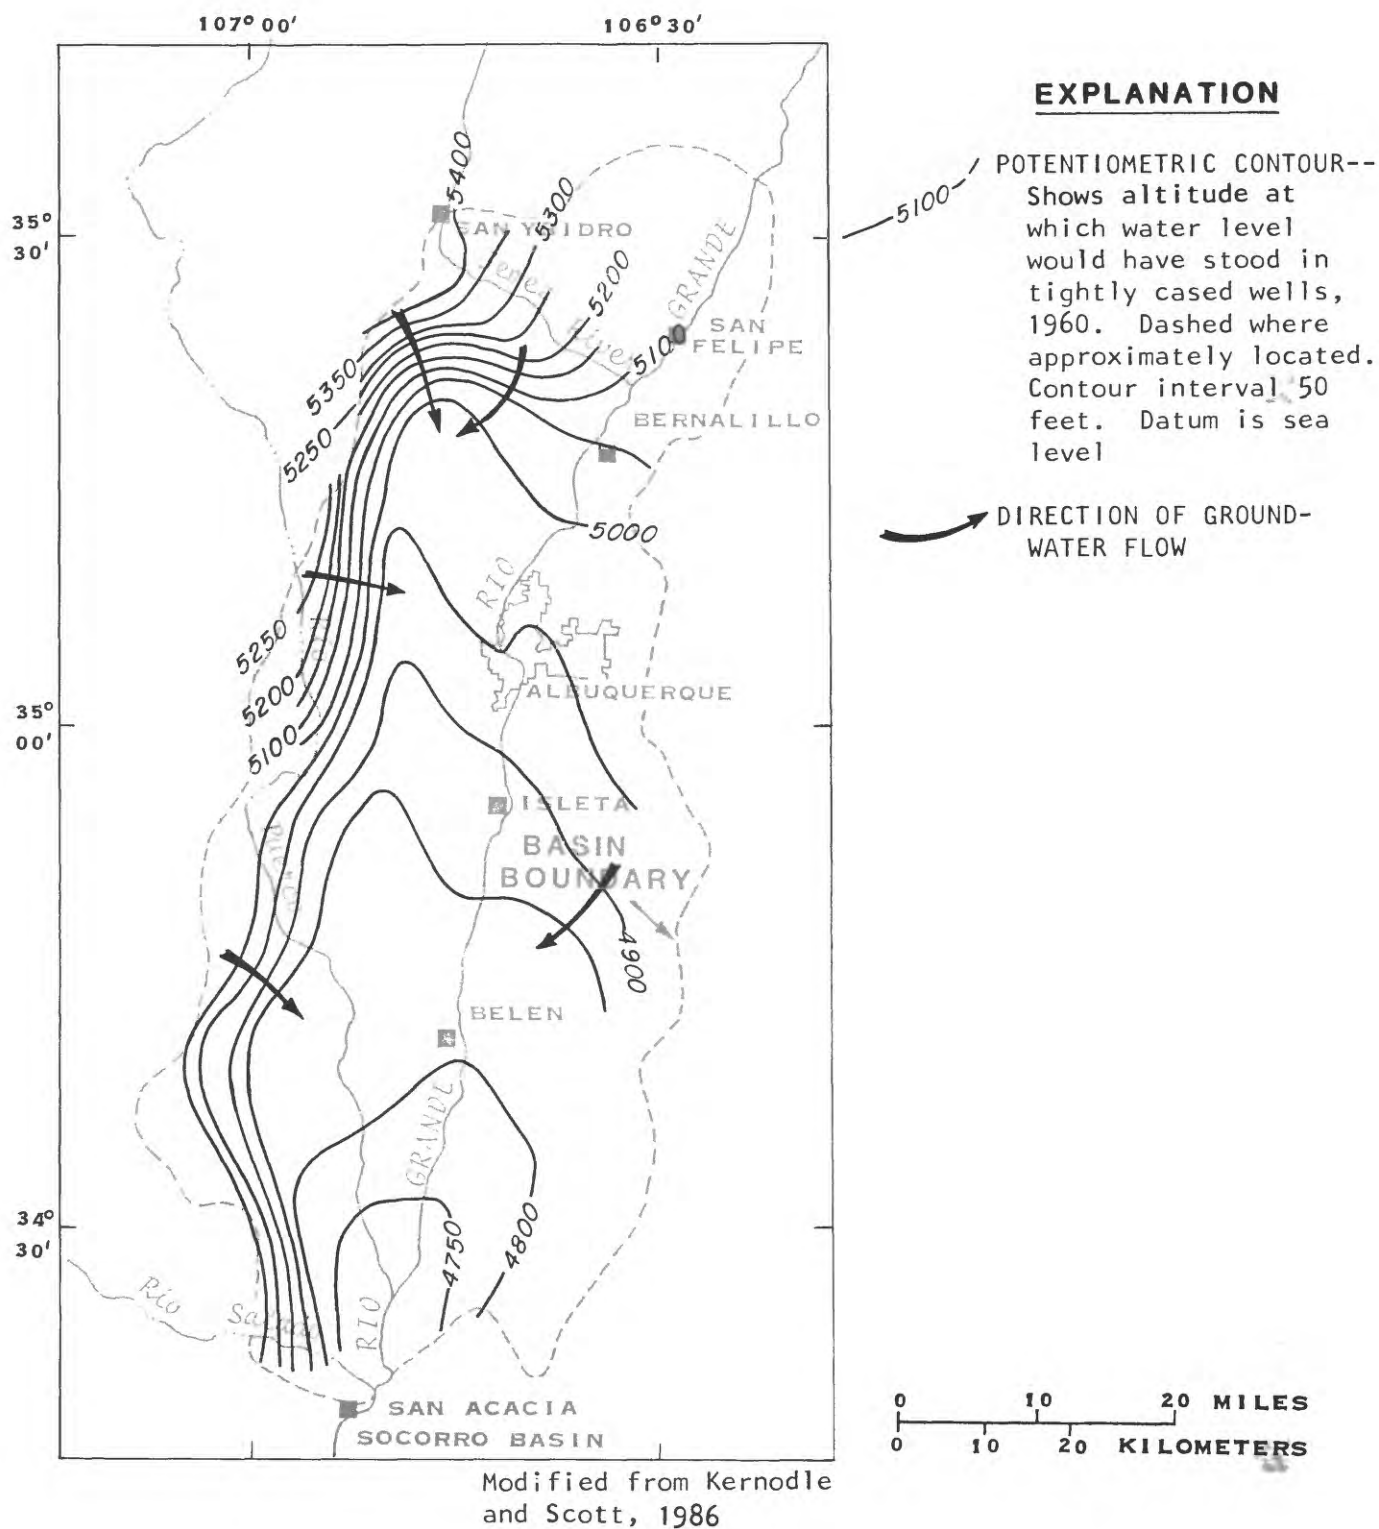 107° 00'
106° 30'
35°
30'
35°
00'
34°
30'
5400
5300
5200
5100
5350
5250
5000
5250
5200
5100
4900
4800
4750
SAN YSIDRO
Jemez
River
RIO
GRANDE
SAN
FELIPE
BERNALILLO
Rio
ALBUQUERQUE
ISLETA
BASIN
BOUNDARY
BELEN
GRANDE
RIO
Rio
Salado
SAN ACACIA
SOCORRO BASIN
EXPLANATION
5100
POTENTIOMETRIC CONTOUR--
Shows altitude at
which water level
would have stood in
tightly cased wells,
1960. Dashed where
approximately located.
Contour interval 50
feet. Datum is sea
level
DIRECTION OF GROUND-
WATER FLOW
0 10 20 MILES
0 10 20 KILOMETERS
Modified from Kernodle
and Scott, 1986